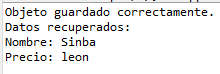 Objeto guardado correctamente.
Datos recuperados:
Nombre: Sinba
Precio: leon